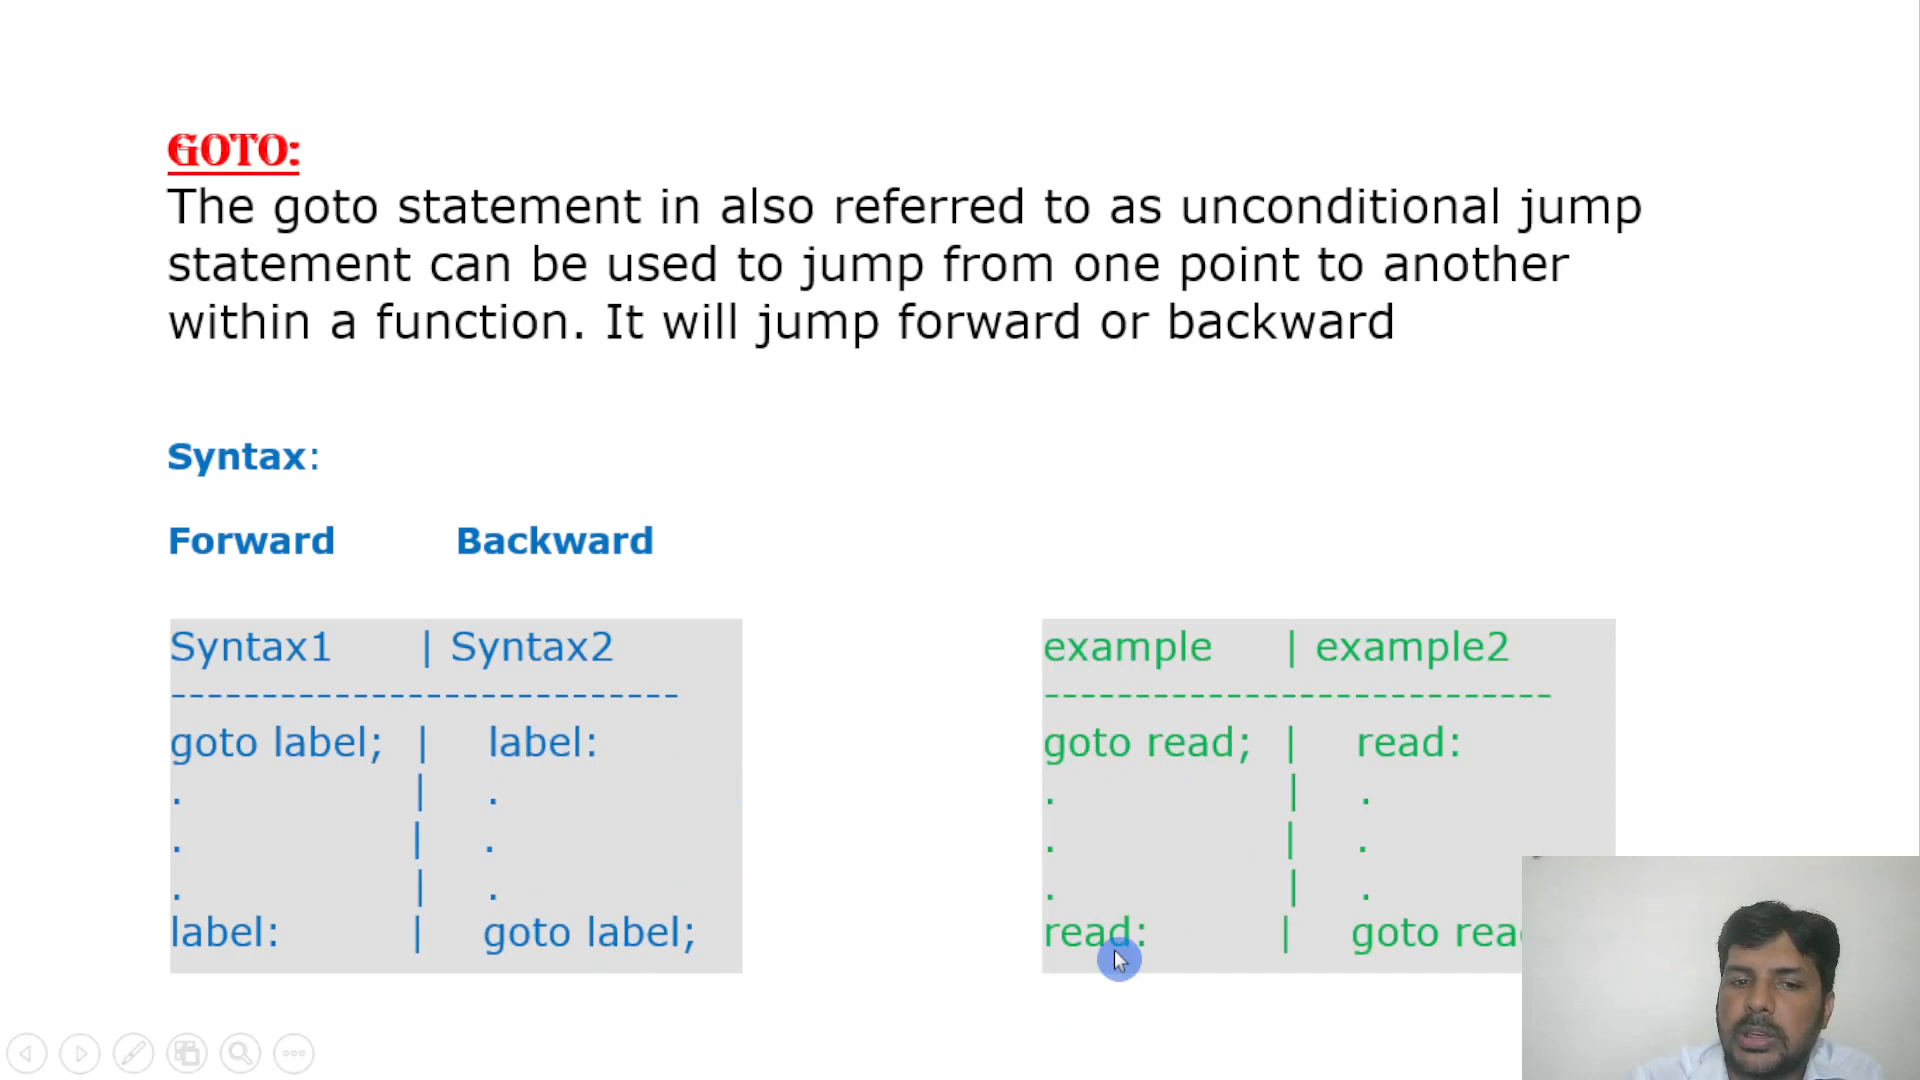 GOTO:
The goto statement in also referred to as unconditional jump
statement can be used to jump from one point to another
within a function. It will jump forward or backward
Syntax:
Forward Backward
Syntax1 | Syntax2
----------------------------
goto label; | label:
. | .
. | .
. | .
label: | goto label;
example | example2
----------------------------
goto read; | read:
. | .
. | .
. | .
read: | goto